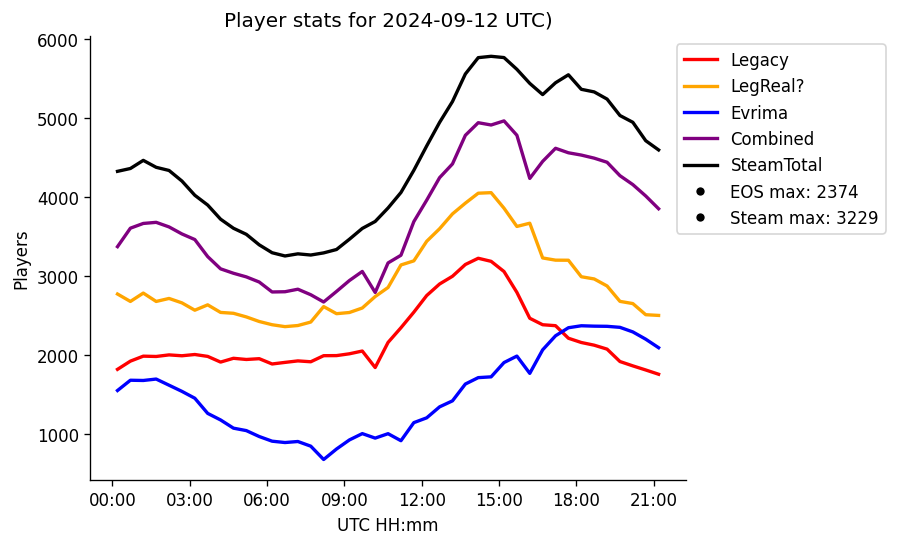 Player stats for 2024-09-12 UTC)
6000
5000
4000
3000
2000
1000
Players
00:00 03:00 06:00 09:00 12:00 15:00 18:00 21:00
UTC HH:mm
Legacy
LegReal?
Evrima
Combined
SteamTotal
EOS max: 2374
Steam max: 3229